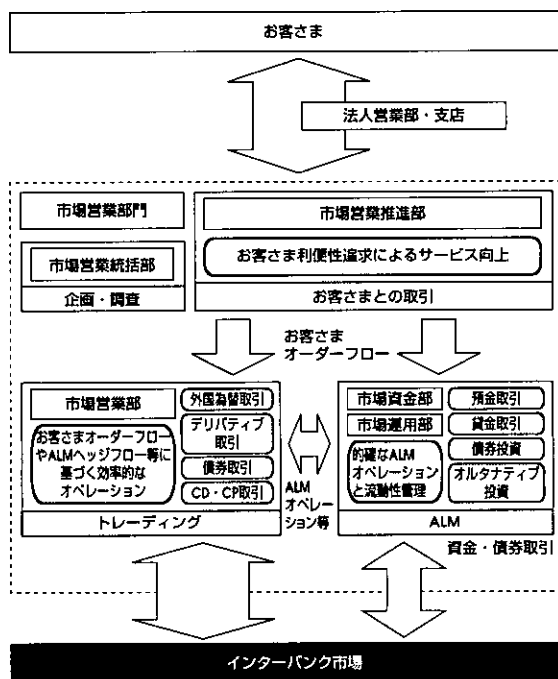 お客さま
法人営業部・支店
市場営業部門
市場営業統括部
企画・調査
市場営業推進部
お客さま利便性追求によるサービス向上
お客さまとの取引
お客さま
オーダーフロー
市場営業部
お客さまオーダーフロー
やALMヘッジフロー等に
基づく効率的な
オペレーション
外国為替取引
デリバティブ
取引
債券取引
CD・CP取引
トレーディング
ALM
オペレー
ション等
市場資金部
市場運用部
的確なALM
オペレーション
と流動性管理
預金取引
貸金取引
債券投資
オルタナティブ
投資
ALM
資金・債券取引
インターバンク市場